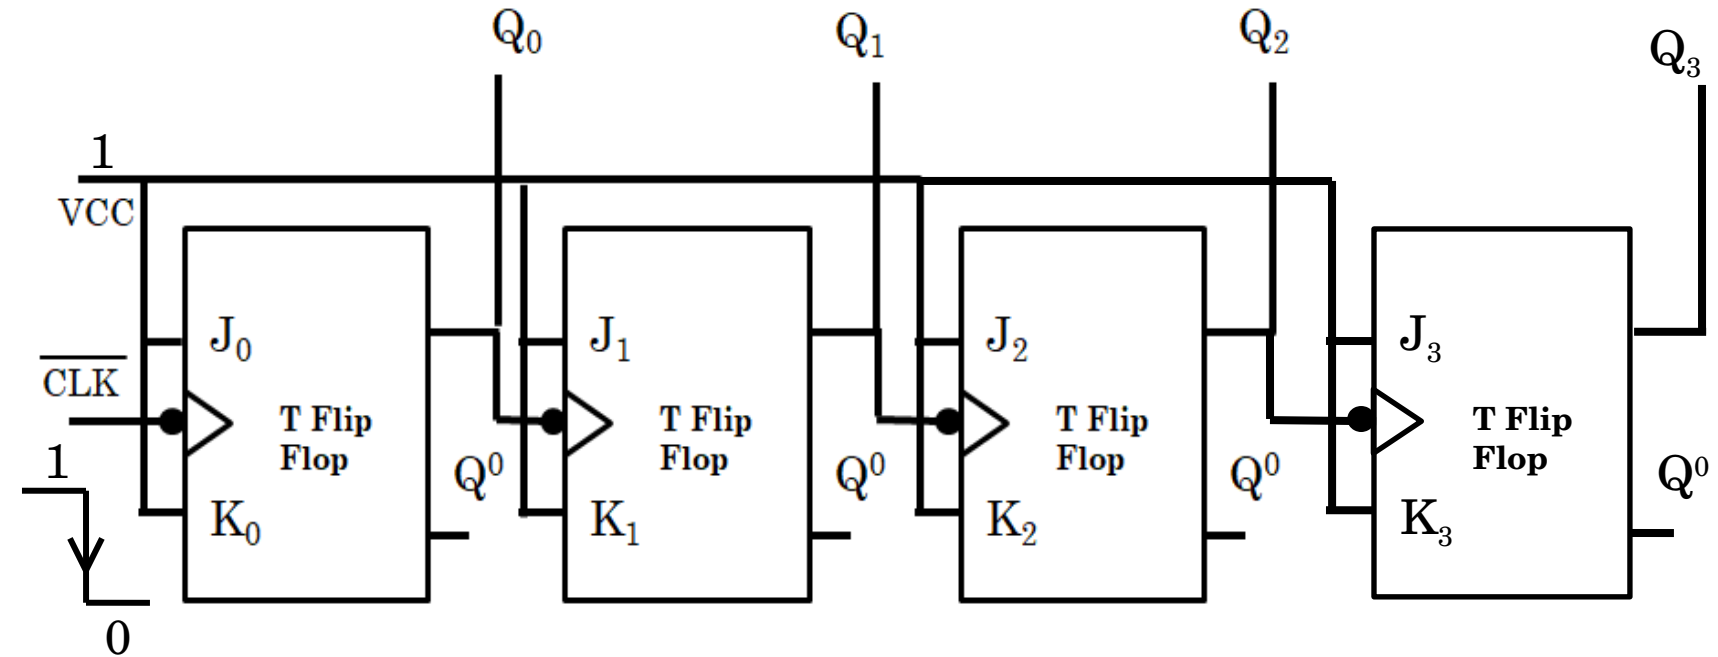 Q₀ Q₁ Q₂ Q₃
1
VCC
J₀ J₁ J₂ J₃
CLK
T Flip T Flip T Flip T Flip
Flop Flop Flop Flop
1 Q⁰ Q⁰ Q⁰ Q⁰
K₀ K₁ K₂ K₃
0